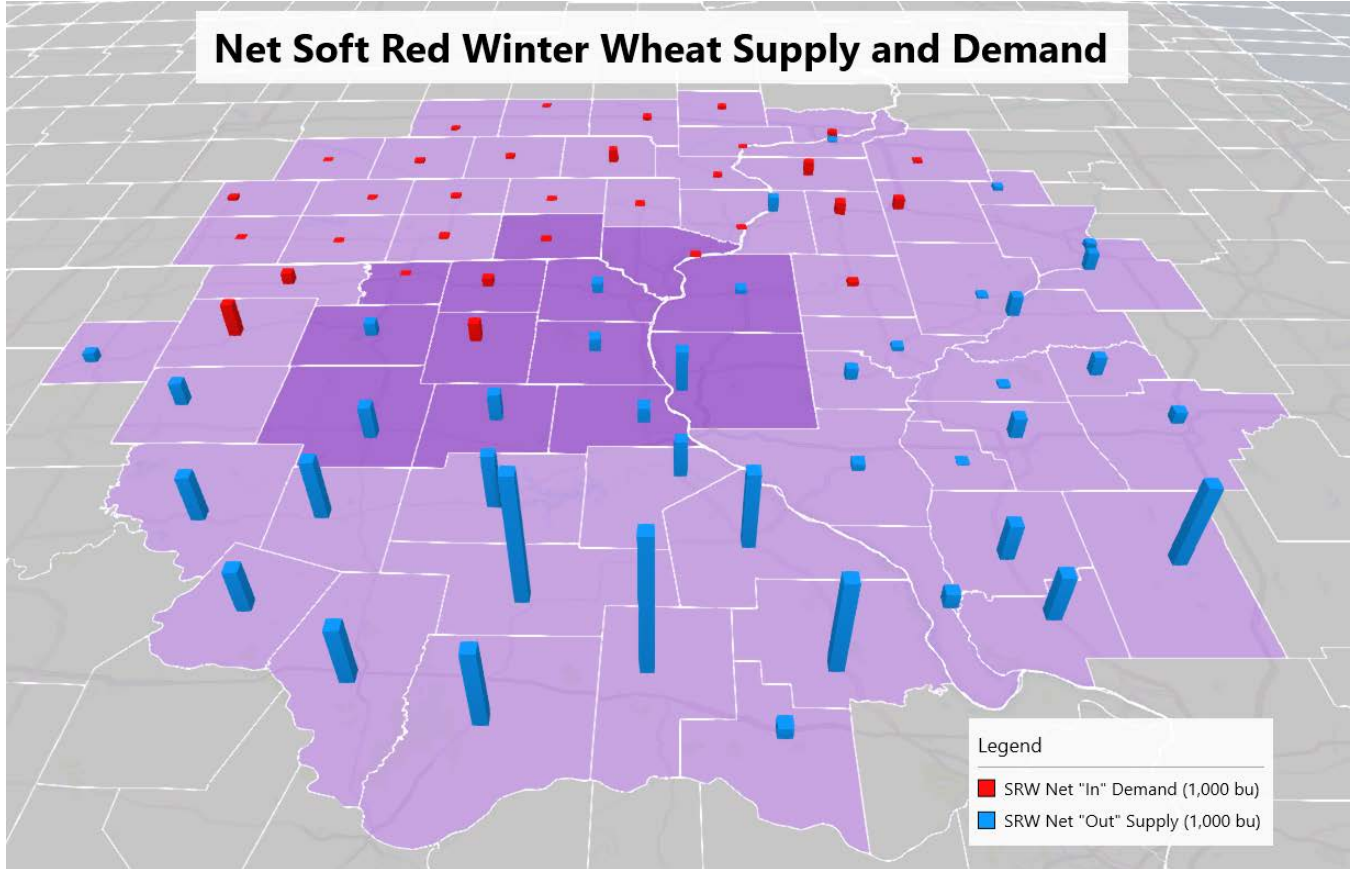 Net Soft Red Winter Wheat Supply and Demand
Legend
SRW Net "In" Demand (1,000 bu)
SRW Net "Out" Supply (1,000 bu)